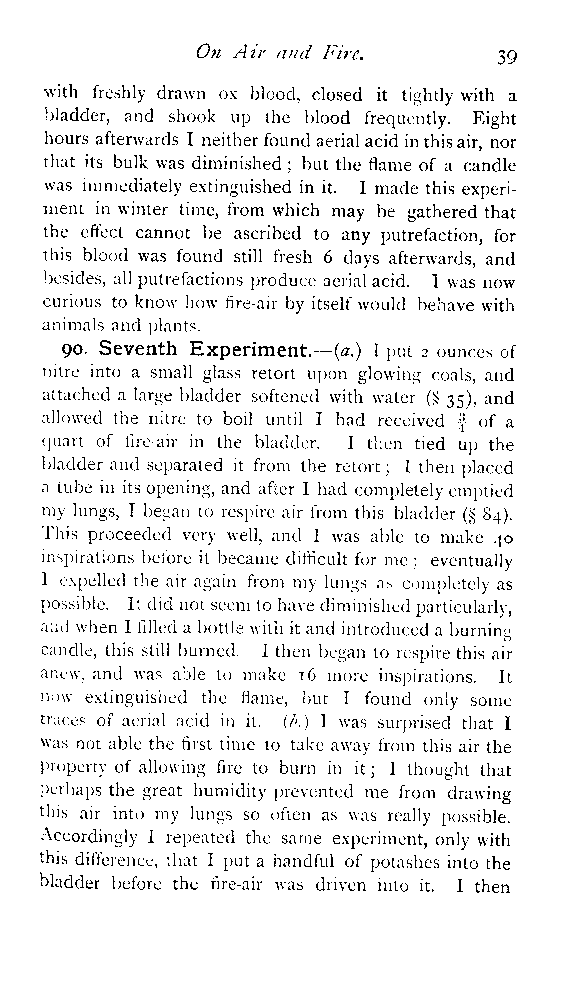 On Air and Fire. 39
with freshly drawn ox blood, closed it tightly with a
bladder, and shook up the blood frequently. Eight
hours afterwards I neither found aerial acid in this air, nor
that its bulk was diminished ; but the flame of a candle
was immediately extinguished in it. I made this experi-
ment in winter time, from which may be gathered that
the effect cannot be ascribed to any putrefaction, for
this blood was found still fresh 6 days afterwards, and
besides, all putrefactions produce aerial acid. I was now
curious to know how fire-air by itself would behave with
animals and plants.
90. Seventh Experiment.—(a.) I put 2 ounces of
nitre into a small glass retort upon glowing coals, and
attached a large bladder softened with water (§ 35), and
allowed the nitre to boil until I had received ¾ of a
quart of fire-air in the bladder. I then tied up the
bladder and separated it from the retort ; I then placed
a tube in its opening, and after I had completely emptied
my lungs, I began to respire air from this bladder (§ 84).
This proceeded very well, and I was able to make 40
inspirations before it became difficult for me ; eventually
I expelled the air again from my lungs as completely as
possible. It did not seem to have diminished particularly,
and when I filled a bottle with it and introduced a burning
candle, this still burned. I then began to respire this air
anew, and was able to make 16 more inspirations. It
now extinguished the flame, but I found only some
traces of aerial acid in it. (b.) I was surprised that I
was not able the first time to take away from this air the
property of allowing fire to burn in it ; I thought that
perhaps the great humidity prevented me from drawing
this air into my lungs so often as was really possible.
Accordingly I repeated the same experiment, only with
this difference, that I put a handful of potashes into the
bladder before the fire-air was driven into it. I then